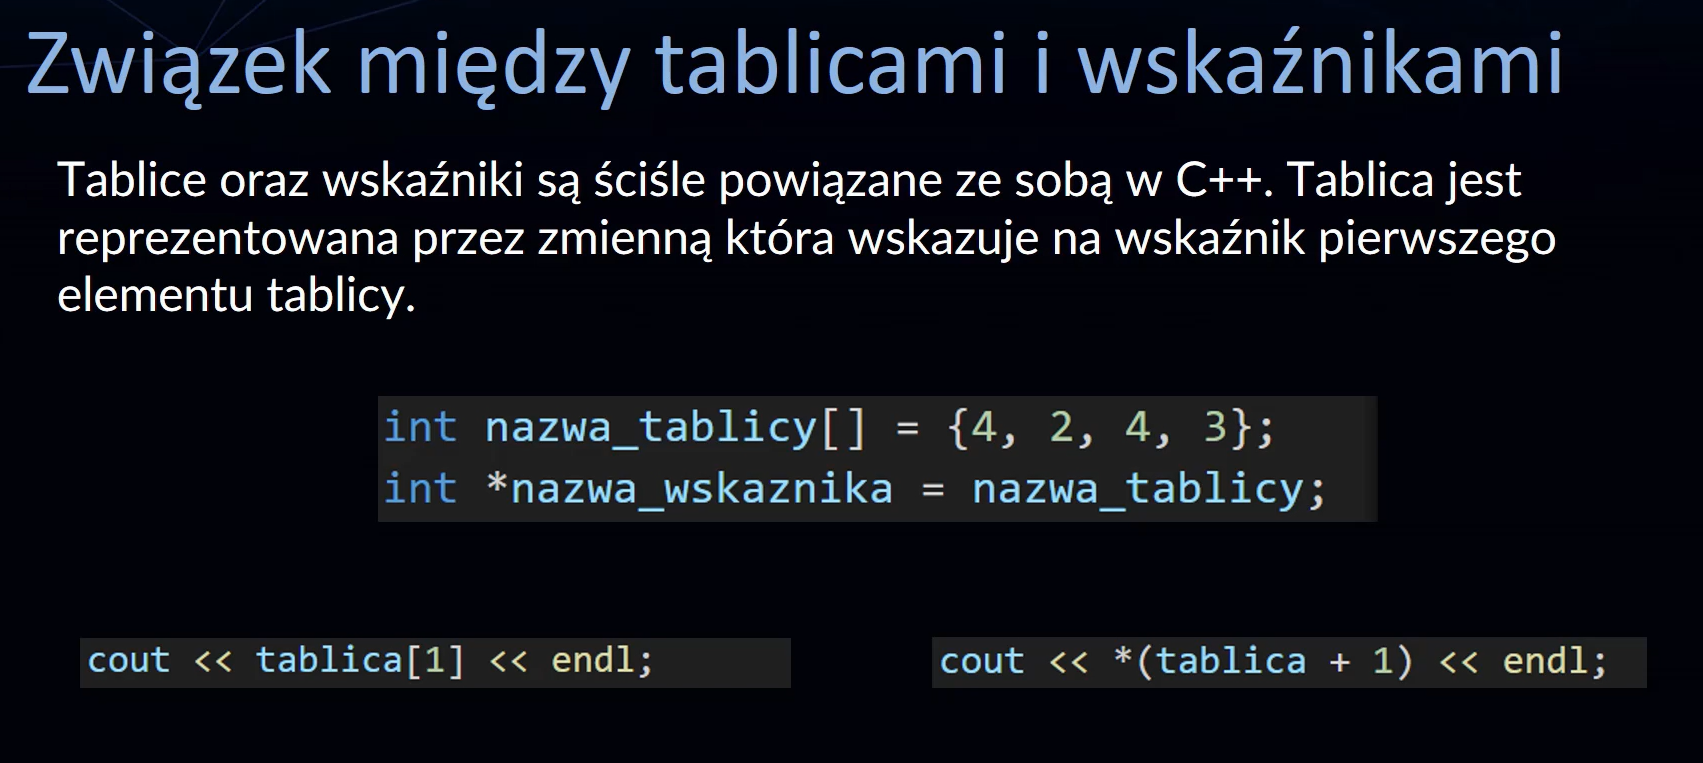 Związek między tablicami i wskaźnikami
Tablice oraz wskaźniki są ściśle powiązane ze sobą w C++. Tablica jest
reprezentowana przez zmienną która wskazuje na wskaźnik pierwszego
elementu tablicy.
int nazwa_tablicy[] = {4, 2, 4, 3};
int *nazwa_wskaznika = nazwa_tablicy;
cout << tablica[1] << endl;
cout << *(tablica + 1) << endl;